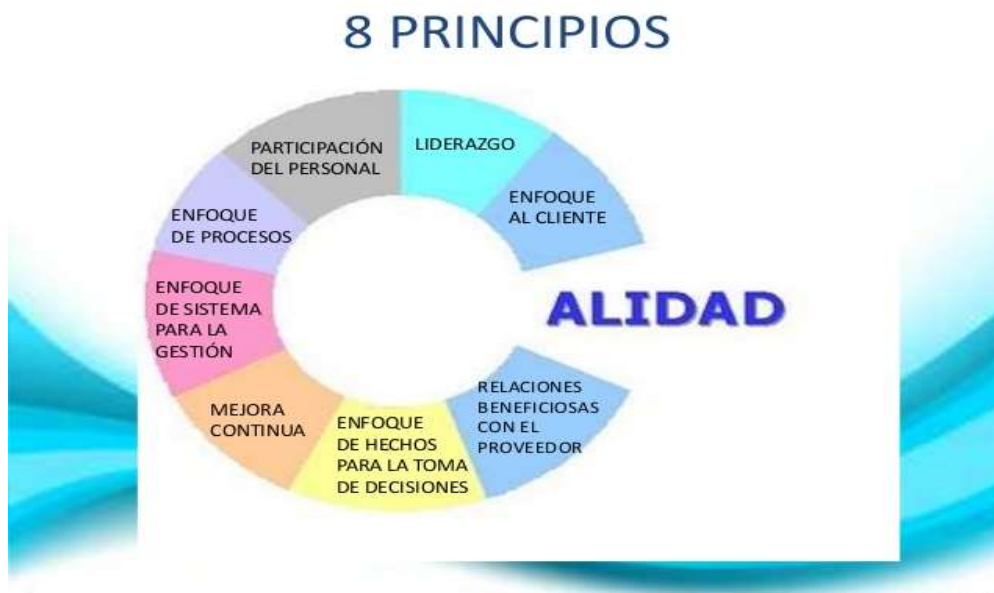 8 PRINCIPIOS
LIDERAZGO
ENFOQUE
AL CLIENTE
PARTICIPACIÓN
DEL PERSONAL
ENFOQUE
DE PROCESOS
ENFOQUE
DE SISTEMA
PARA LA
GESTIÓN
MEJORA
CONTINUA
ENFOQUE
DE HECHOS
PARA LA TOMA
DE DECISIONES
RELACIONES
BENEFICIOSAS
CON EL
PROVEEDOR
ALIDAD